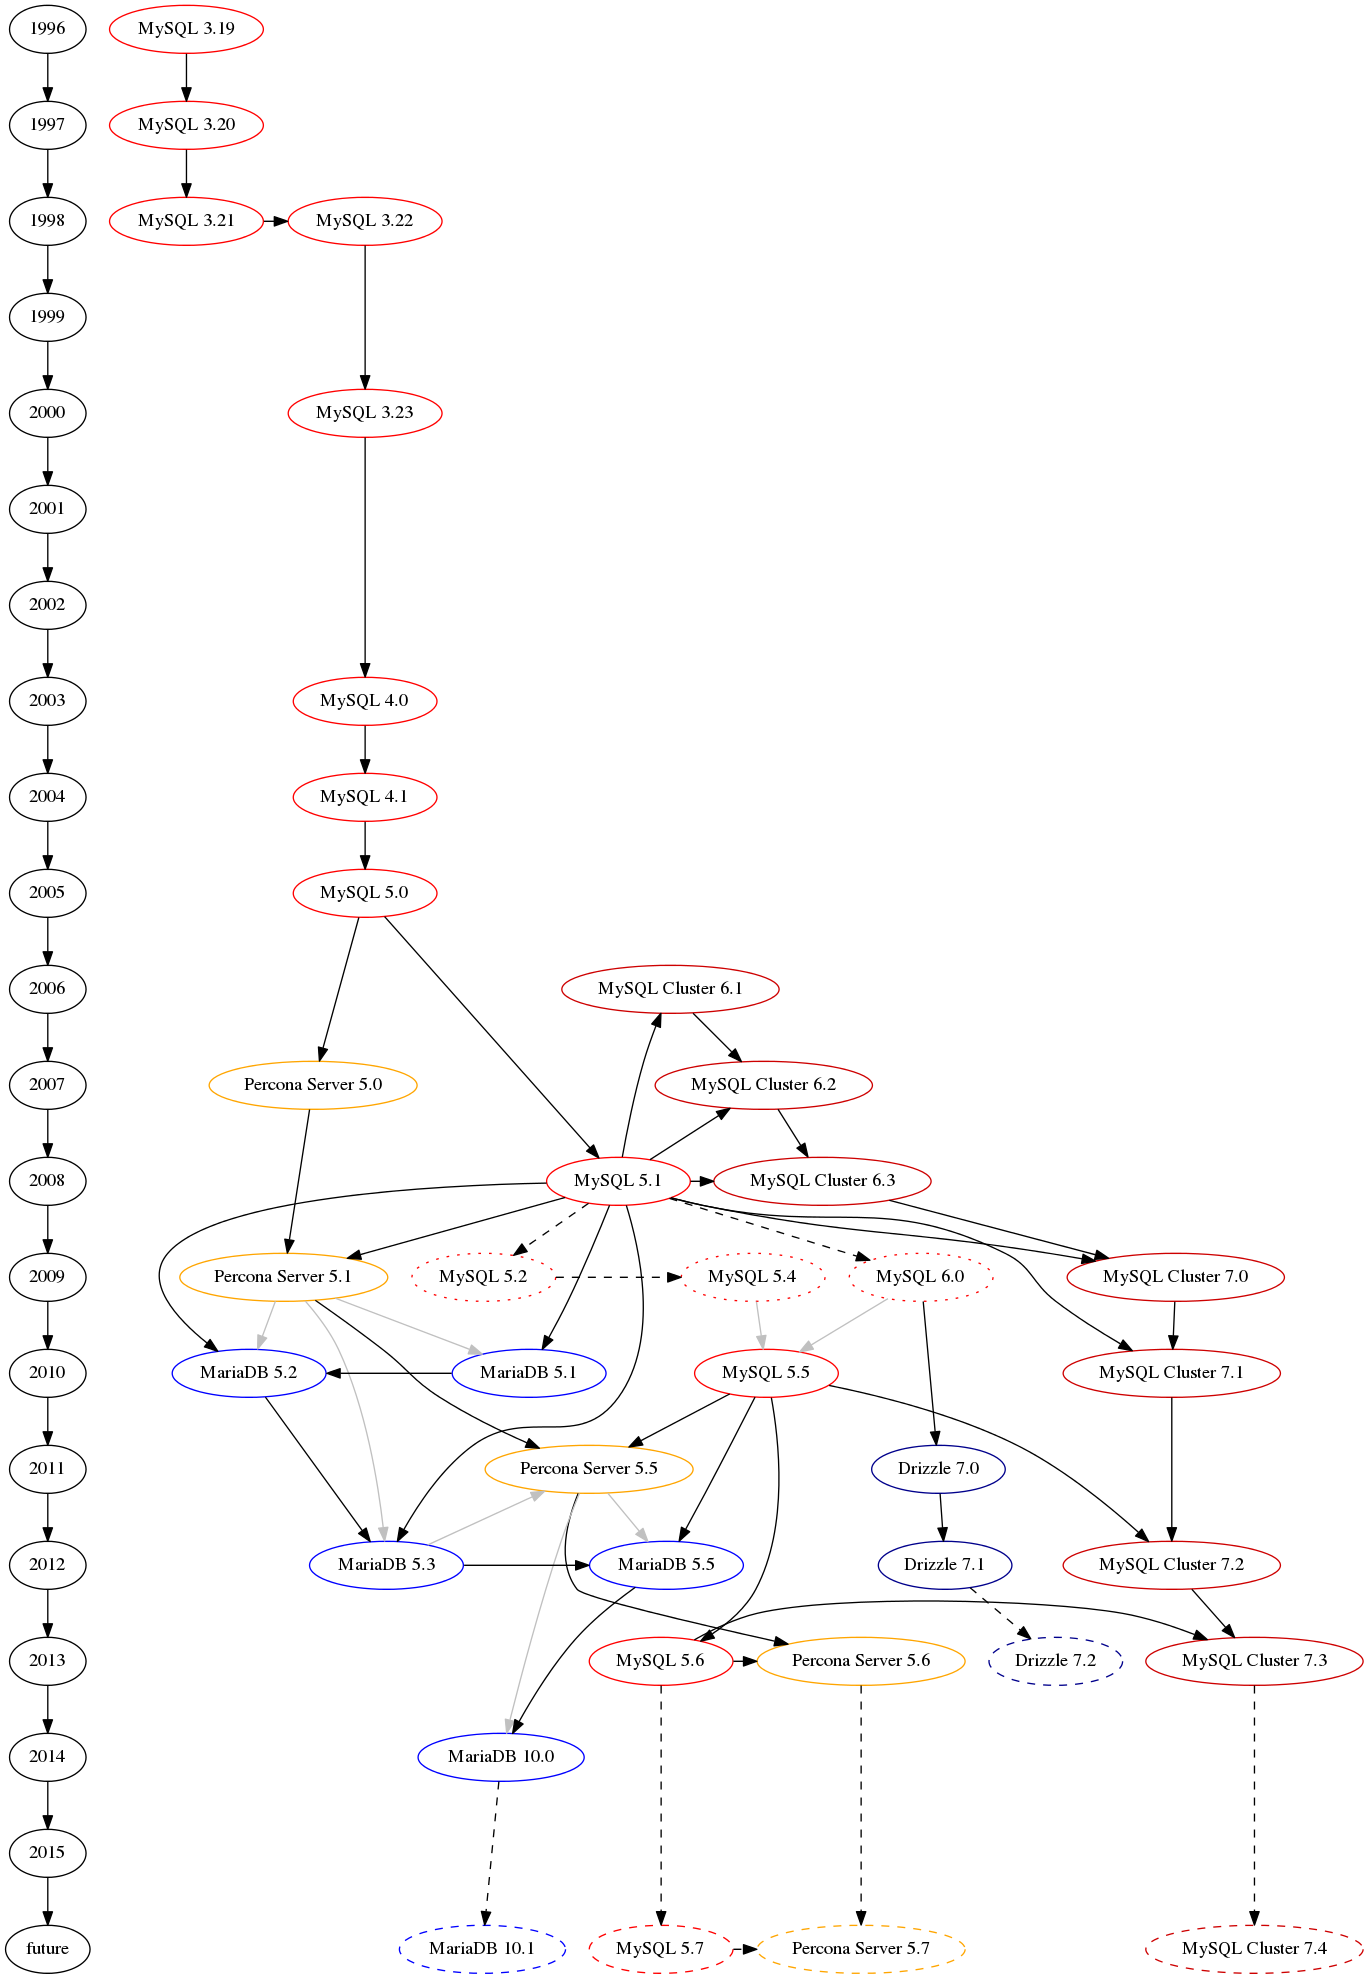 1996
MySQL 3.19
1997
MySQL 3.20
1998
MySQL 3.21
MySQL 3.22
1999
2000
MySQL 3.23
2001
2002
2003
MySQL 4.0
2004
MySQL 4.1
2005
MySQL 5.0
2006
MySQL Cluster 6.1
2007
Percona Server 5.0
MySQL Cluster 6.2
2008
MySQL 5.1
MySQL Cluster 6.3
2009
Percona Server 5.1
MySQL 5.2
MySQL 5.4
MySQL 6.0
MySQL Cluster 7.0
2010
MariaDB 5.2
MariaDB 5.1
MySQL 5.5
MySQL Cluster 7.1
2011
Percona Server 5.5
Drizzle 7.0
2012
MariaDB 5.3
MariaDB 5.5
Drizzle 7.1
MySQL Cluster 7.2
2013
MySQL 5.6
Percona Server 5.6
Drizzle 7.2
MySQL Cluster 7.3
2014
MariaDB 10.0
2015
future
MariaDB 10.1
MySQL 5.7
Percona Server 5.7
MySQL Cluster 7.4